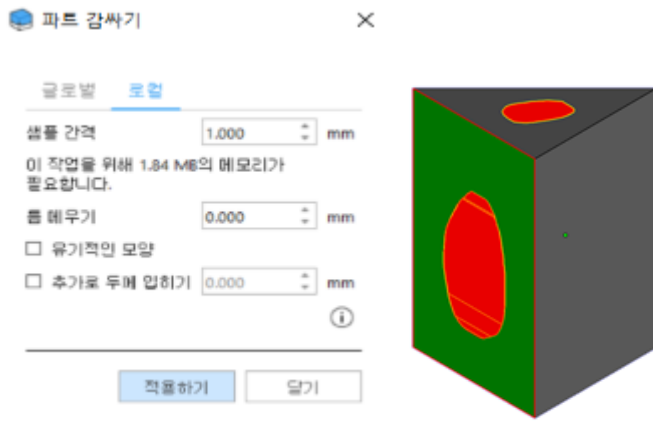 파트 감싸기
글로벌 로컬
샘플 간격 1.000 mm
이 작업을 위해 1.84 MB의 메모리가
필요합니다.
틈 메우기 0.000 mm
유기적인 모양
추가로 두께 입히기 0.000 mm
적용하기 닫기